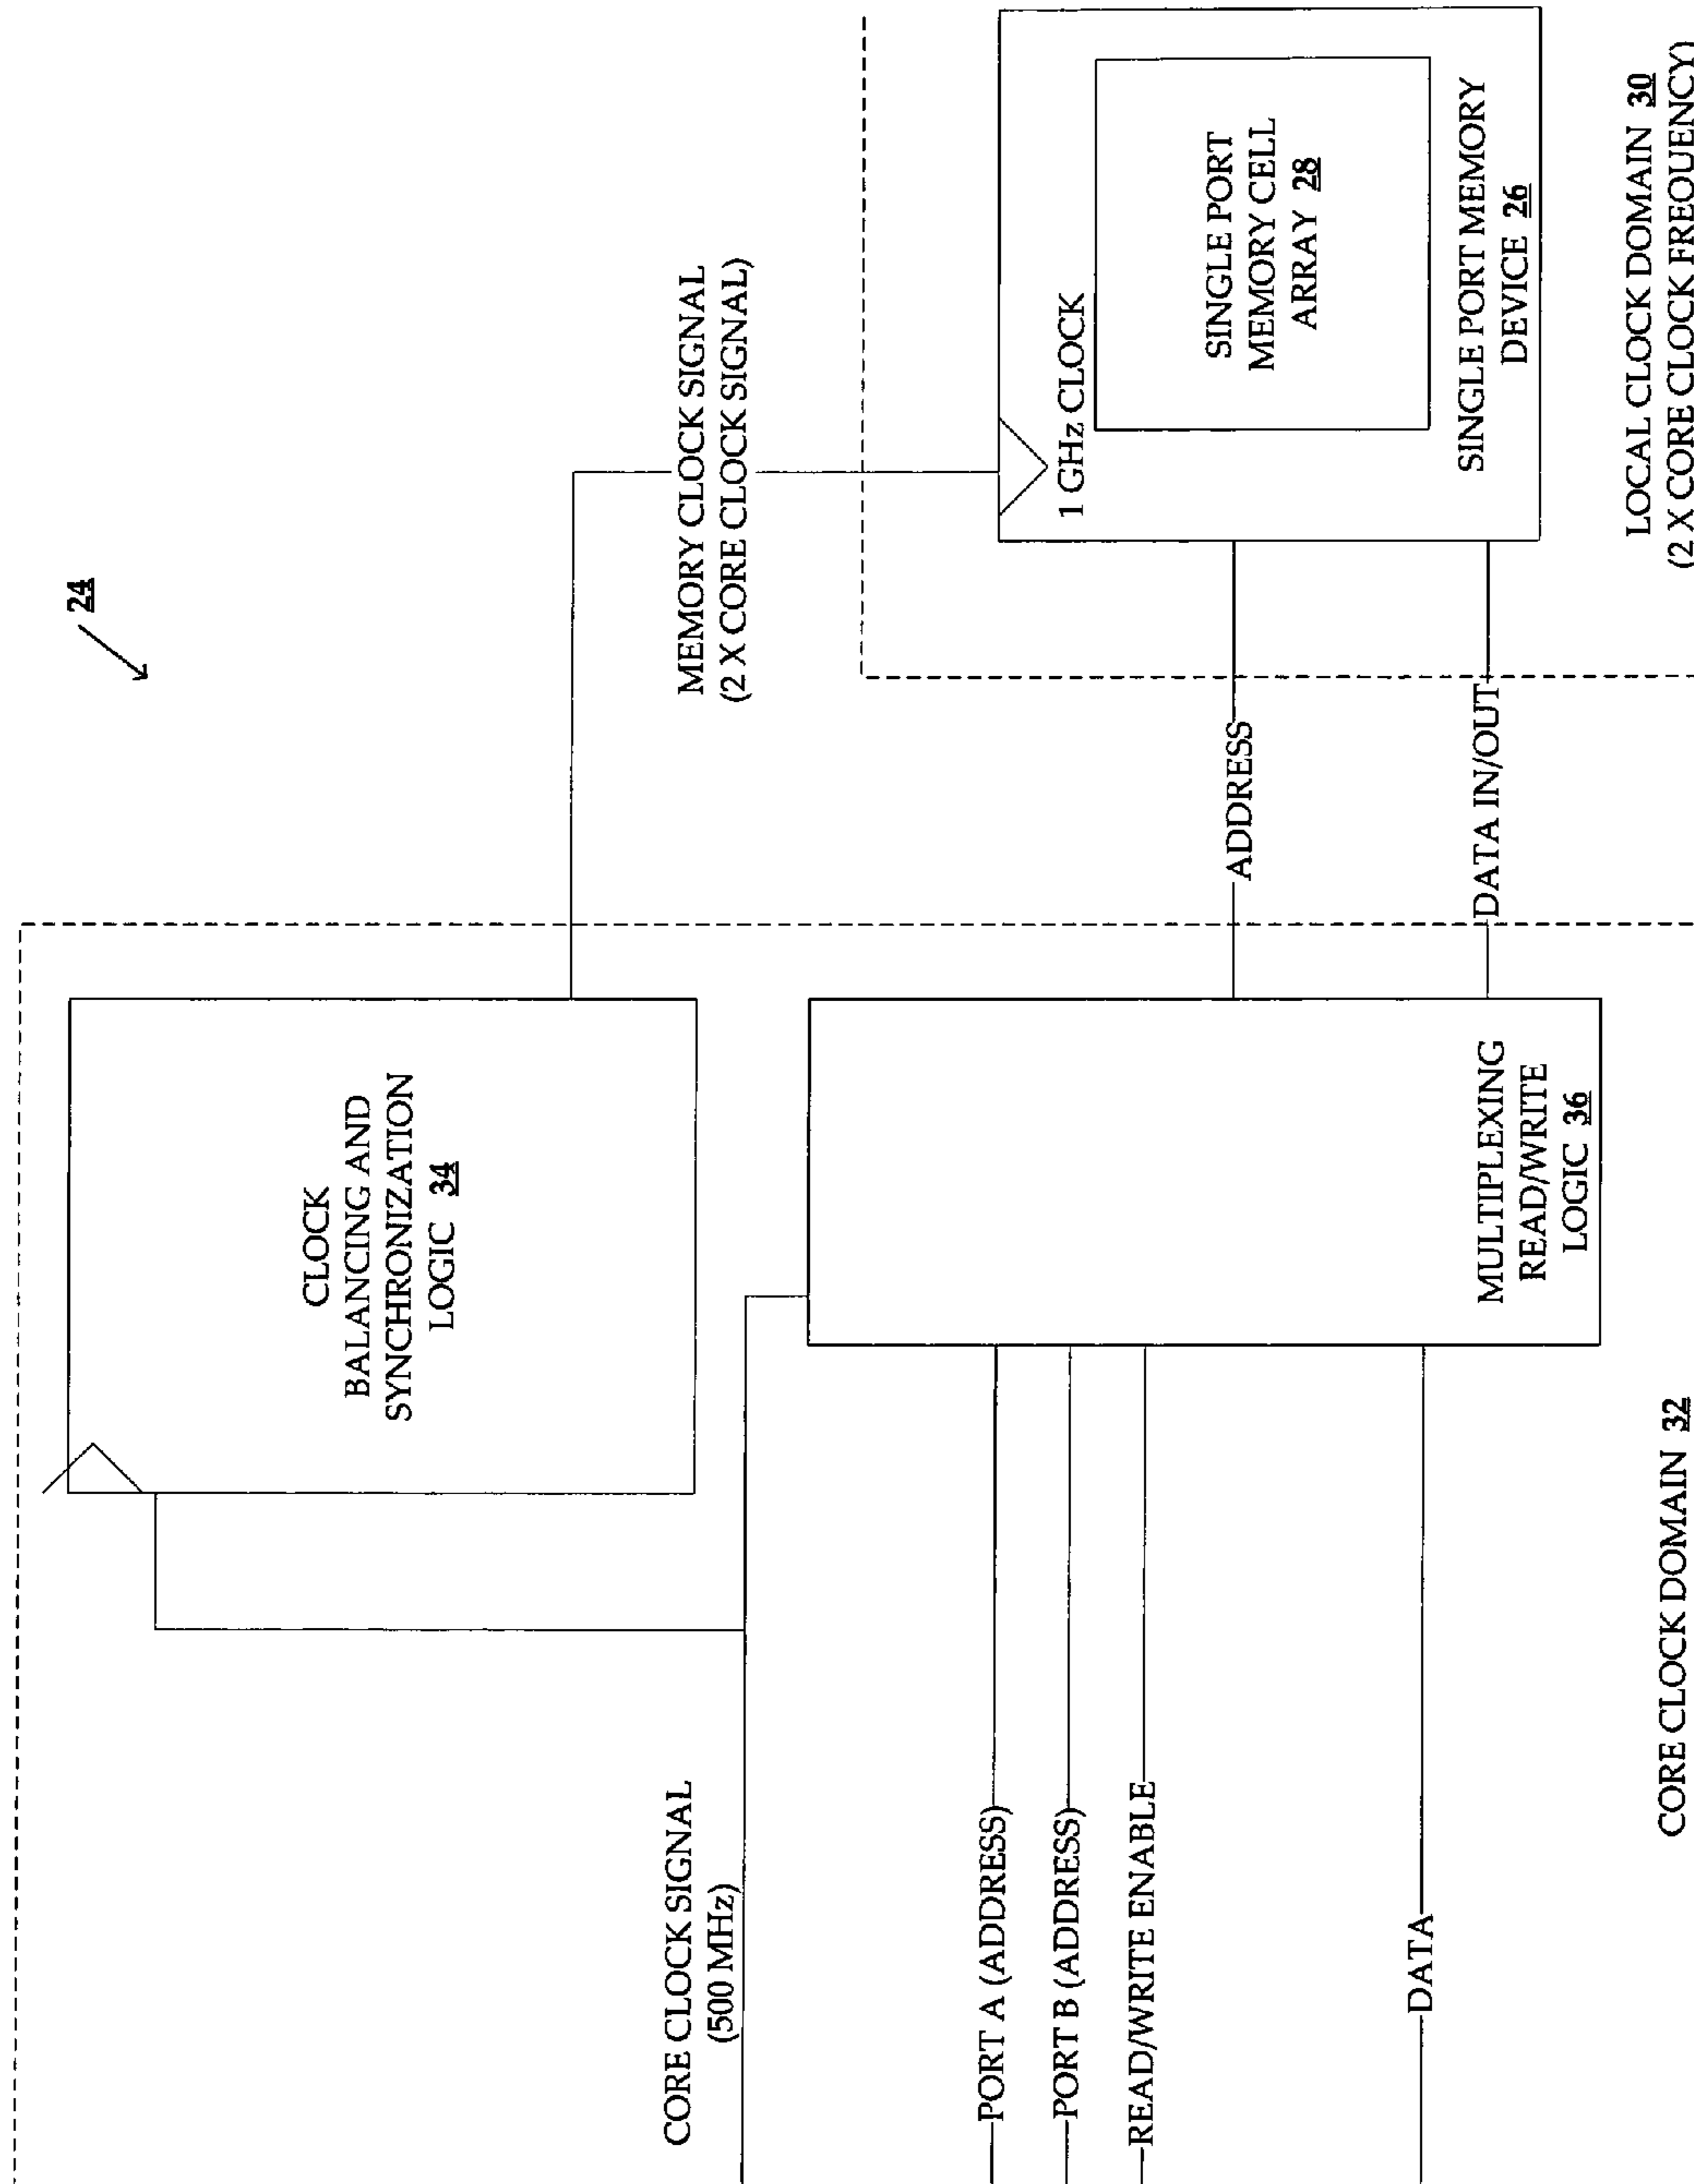 24
CLOCK
BALANCING AND
SYNCHRONIZATION
LOGIC 34
MEMORY CLOCK SIGNAL
(2 X CORE CLOCK SIGNAL)
CORE CLOCK SIGNAL
(500 MHz)
1 GHz CLOCK
SINGLE PORT
MEMORY CELL
ARRAY 28
SINGLE PORT MEMORY
DEVICE 26
PORT A (ADDRESS)
PORT B (ADDRESS)
READ/WRITE ENABLE
DATA
ADDRESS
DATA IN/OUT
MULTIPLEXING
READ/WRITE
LOGIC 36
CORE CLOCK DOMAIN 32
LOCAL CLOCK DOMAIN 30
(2 X CORE CLOCK FREQUENCY)